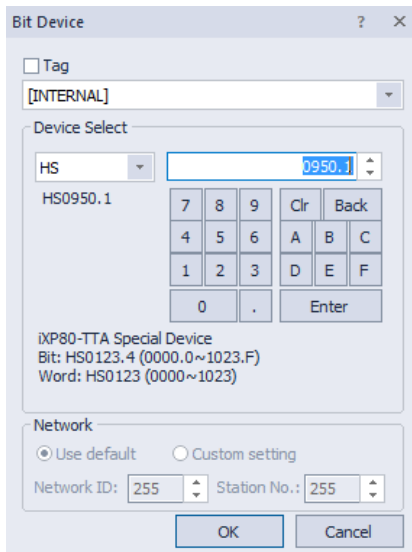 Bit Device ? ×
Tag
[INTERNAL]
Device Select
HS 0950.1
HS0950.1
7 8 9 Clr Back
4 5 6 A B C
1 2 3 D E F
0 . Enter
iXP80-TTA Special Device
Bit: HS0123.4 (0000.0~1023.F)
Word: HS0123 (0000~1023)
Network
Use default Custom setting
Network ID: 255 Station No.: 255
OK Cancel